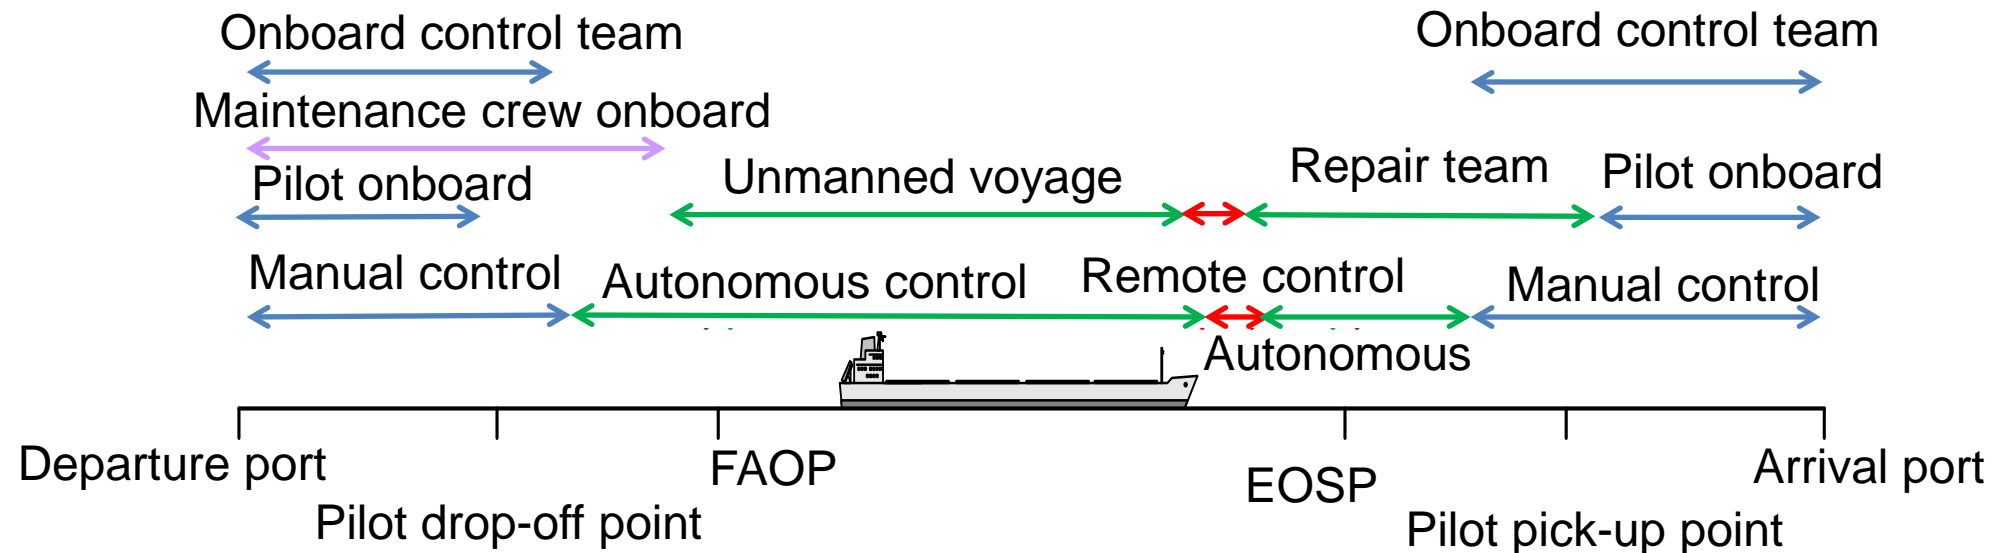 Onboard control team
Onboard control team
Maintenance crew onboard
Pilot onboard
Unmanned voyage
Repair team
Pilot onboard
Manual control
Autonomous control
Remote control
Manual control
Autonomous
Departure port
FAOP
EOSP
Arrival port
Pilot drop-off point
Pilot pick-up point